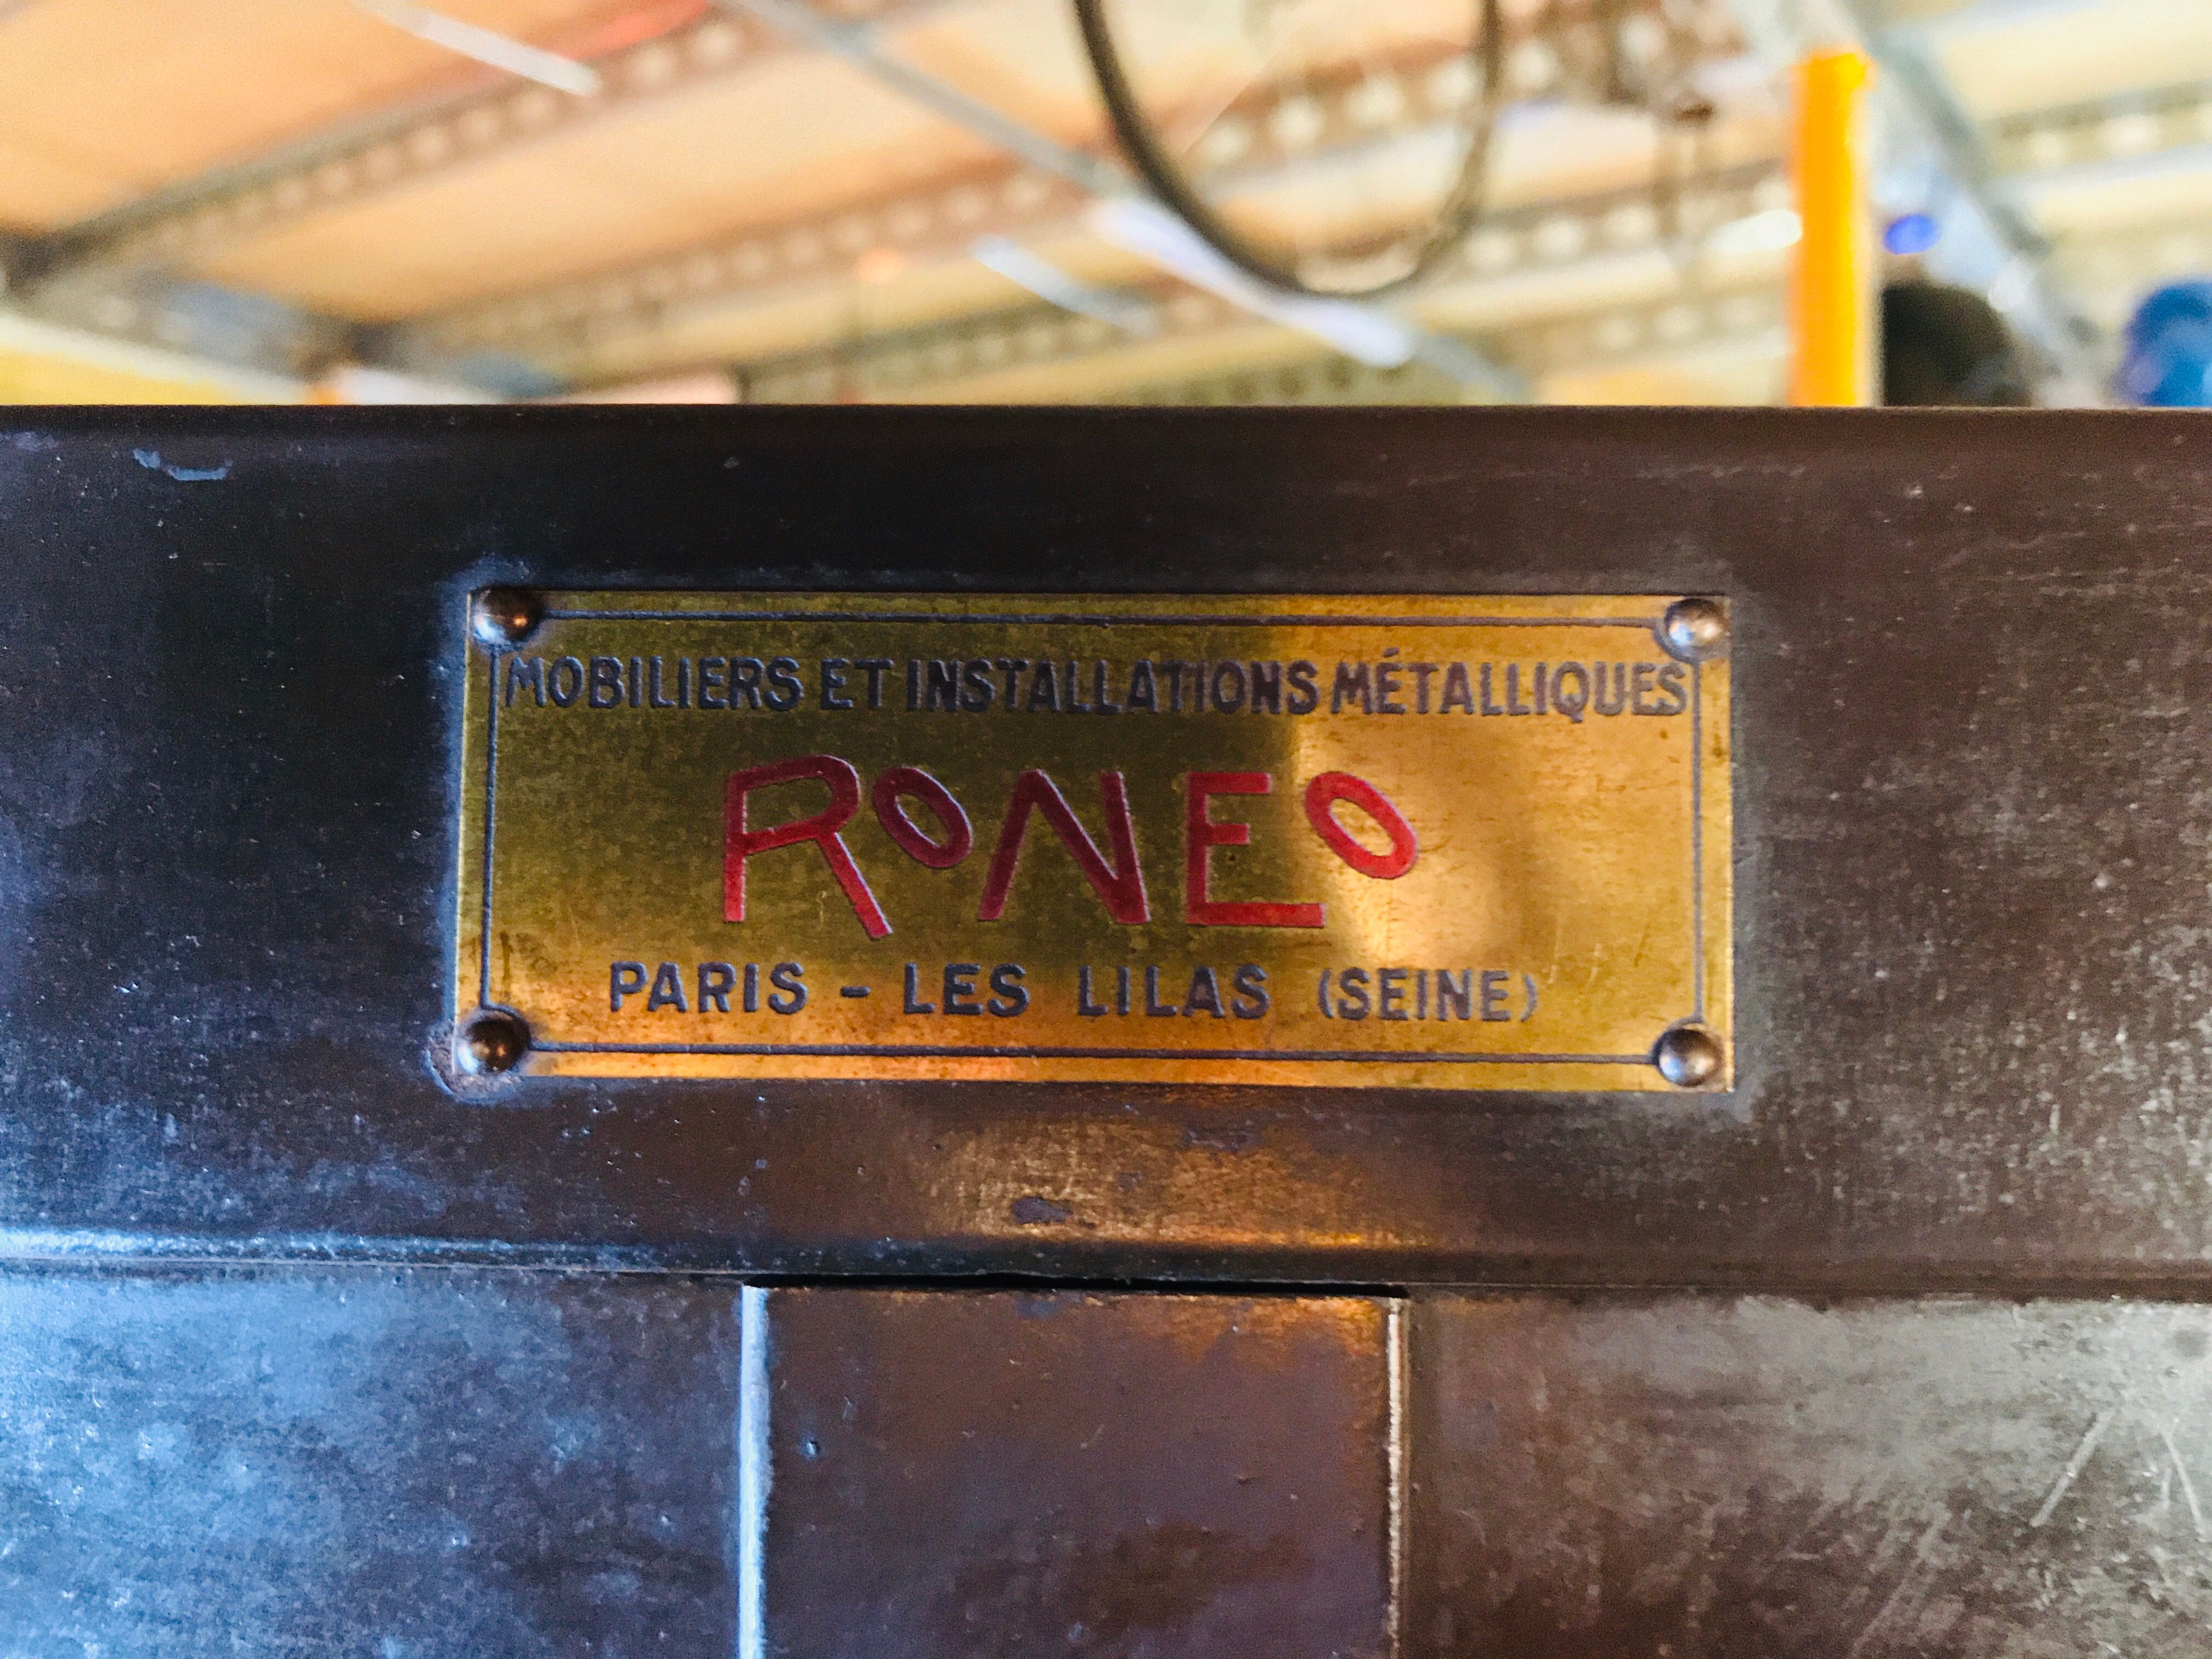 MOBILIERS ET INSTALLATIONS MÉTALLIQUES
RONEO
PARIS - LES LILAS (SEINE)